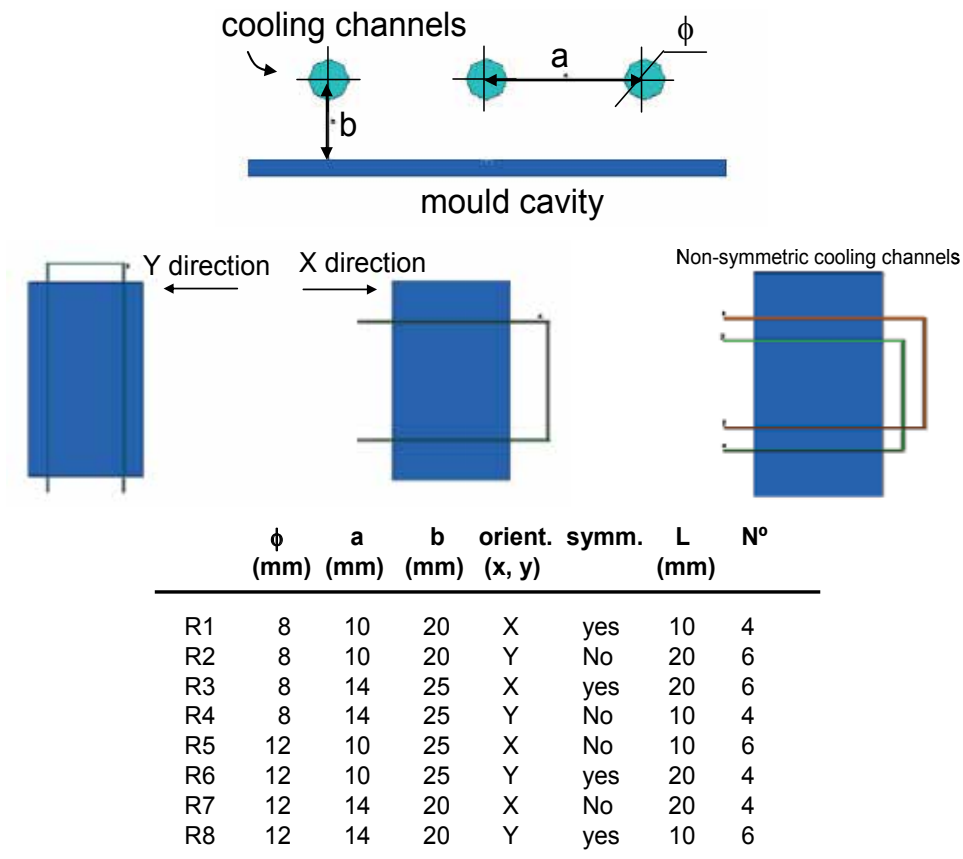 cooling channels
ϕ
a
b
mould cavity
Y direction
X direction
Non-symmetric cooling channels
ϕ a b orient. symm. L Nº
(mm) (mm) (mm) (x, y) (mm)
R1 8 10 20 X yes 10 4
R2 8 10 20 Y No 20 6
R3 8 14 25 X yes 20 6
R4 8 14 25 Y No 10 4
R5 12 10 25 X No 10 6
R6 12 10 25 Y yes 20 4
R7 12 14 20 X No 20 4
R8 12 14 20 Y yes 10 6